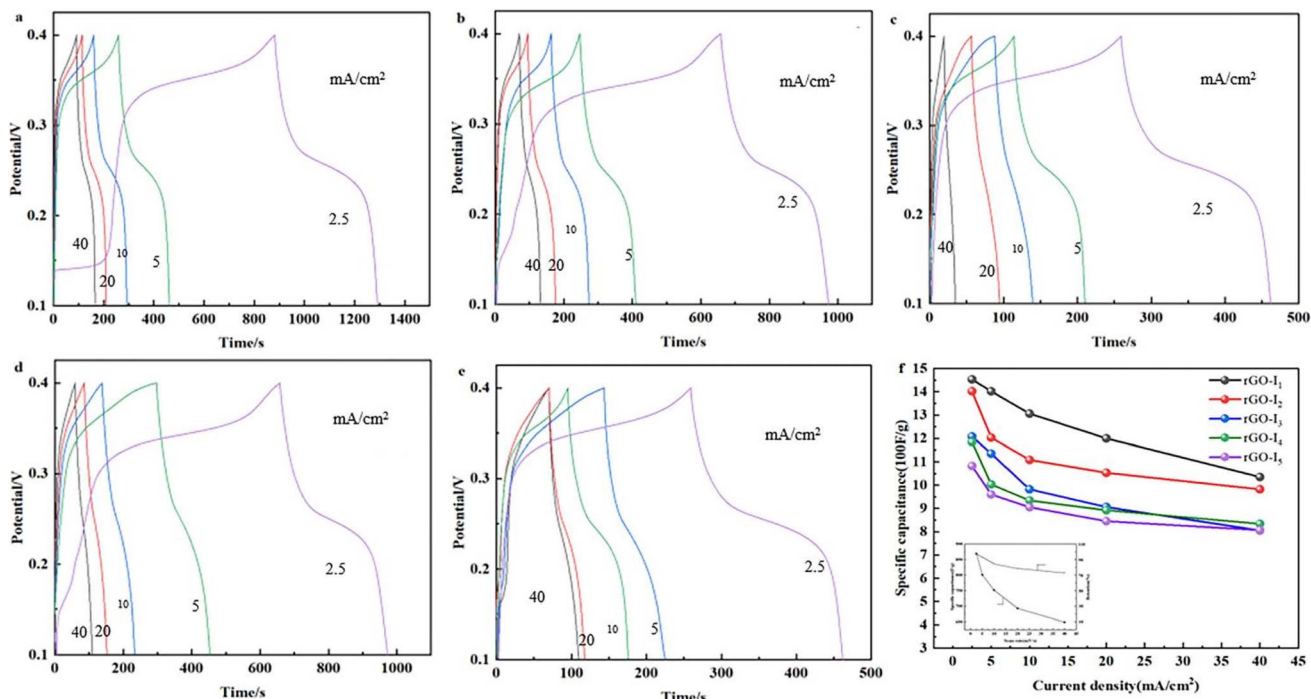 a
mA/cm²
Potential/V
0.4
0.3
0.2
0.1
40
20
10
5
2.5
0 200 400 600 800 1000 1200 1400
Time/s
b
mA/cm²
Potential/V
0.4
0.3
0.2
0.1
40
20
10
5
2.5
0 200 400 600 800 1000
Time/s
c
mA/cm²
Potential/V
0.4
0.3
0.2
0.1
40
20
10
5
2.5
0 100 200 300 400 500
Time/s
d
mA/cm²
Potential/V
0.4
0.3
0.2
0.1
40
20
10
5
2.5
0 200 400 600 800 1000
Time/s
e
mA/cm²
Potential/V
0.4
0.3
0.2
0.1
40
20
10
5
2.5
0 100 200 300 400 500
Time/s
f
rGO-I₁
rGO-I₂
rGO-I₃
rGO-I₄
rGO-I₅
Specific capacitance(100F/g)
15
14
13
12
11
10
9
8
7
6
5
4
3
0 5 10 15 20 25 30 35 40 45
Current density(mA/cm²)